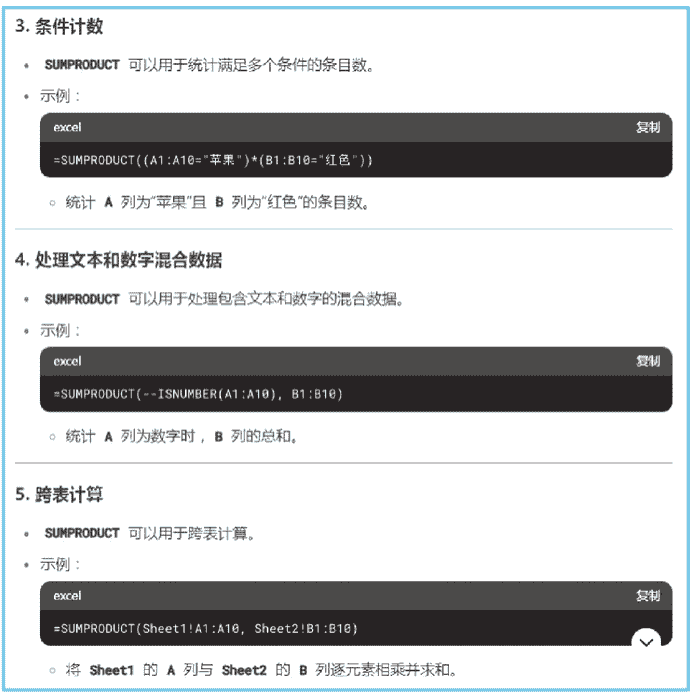 3. 条件计数
• SUMPRODUCT 可以用于统计满足多个条件的条目数。
• 示例：
excel 复制
=SUMPRODUCT((A1:A10="苹果")*(B1:B10="红色"))
◦ 统计 A 列为“苹果”且 B 列为“红色”的条目数。
4. 处理文本和数字混合数据
• SUMPRODUCT 可以用于处理包含文本和数字的混合数据。
• 示例：
excel 复制
=SUMPRODUCT(--ISNUMBER(A1:A10), B1:B10)
◦ 统计 A 列为数字时，B 列的总和。
5. 跨表计算
• SUMPRODUCT 可以用于跨表计算。
• 示例：
excel 复制
=SUMPRODUCT(Sheet1!A1:A10, Sheet2!B1:B10)
◦ 将 Sheet1 的 A 列与 Sheet2 的 B 列逐元素相乘并求和。